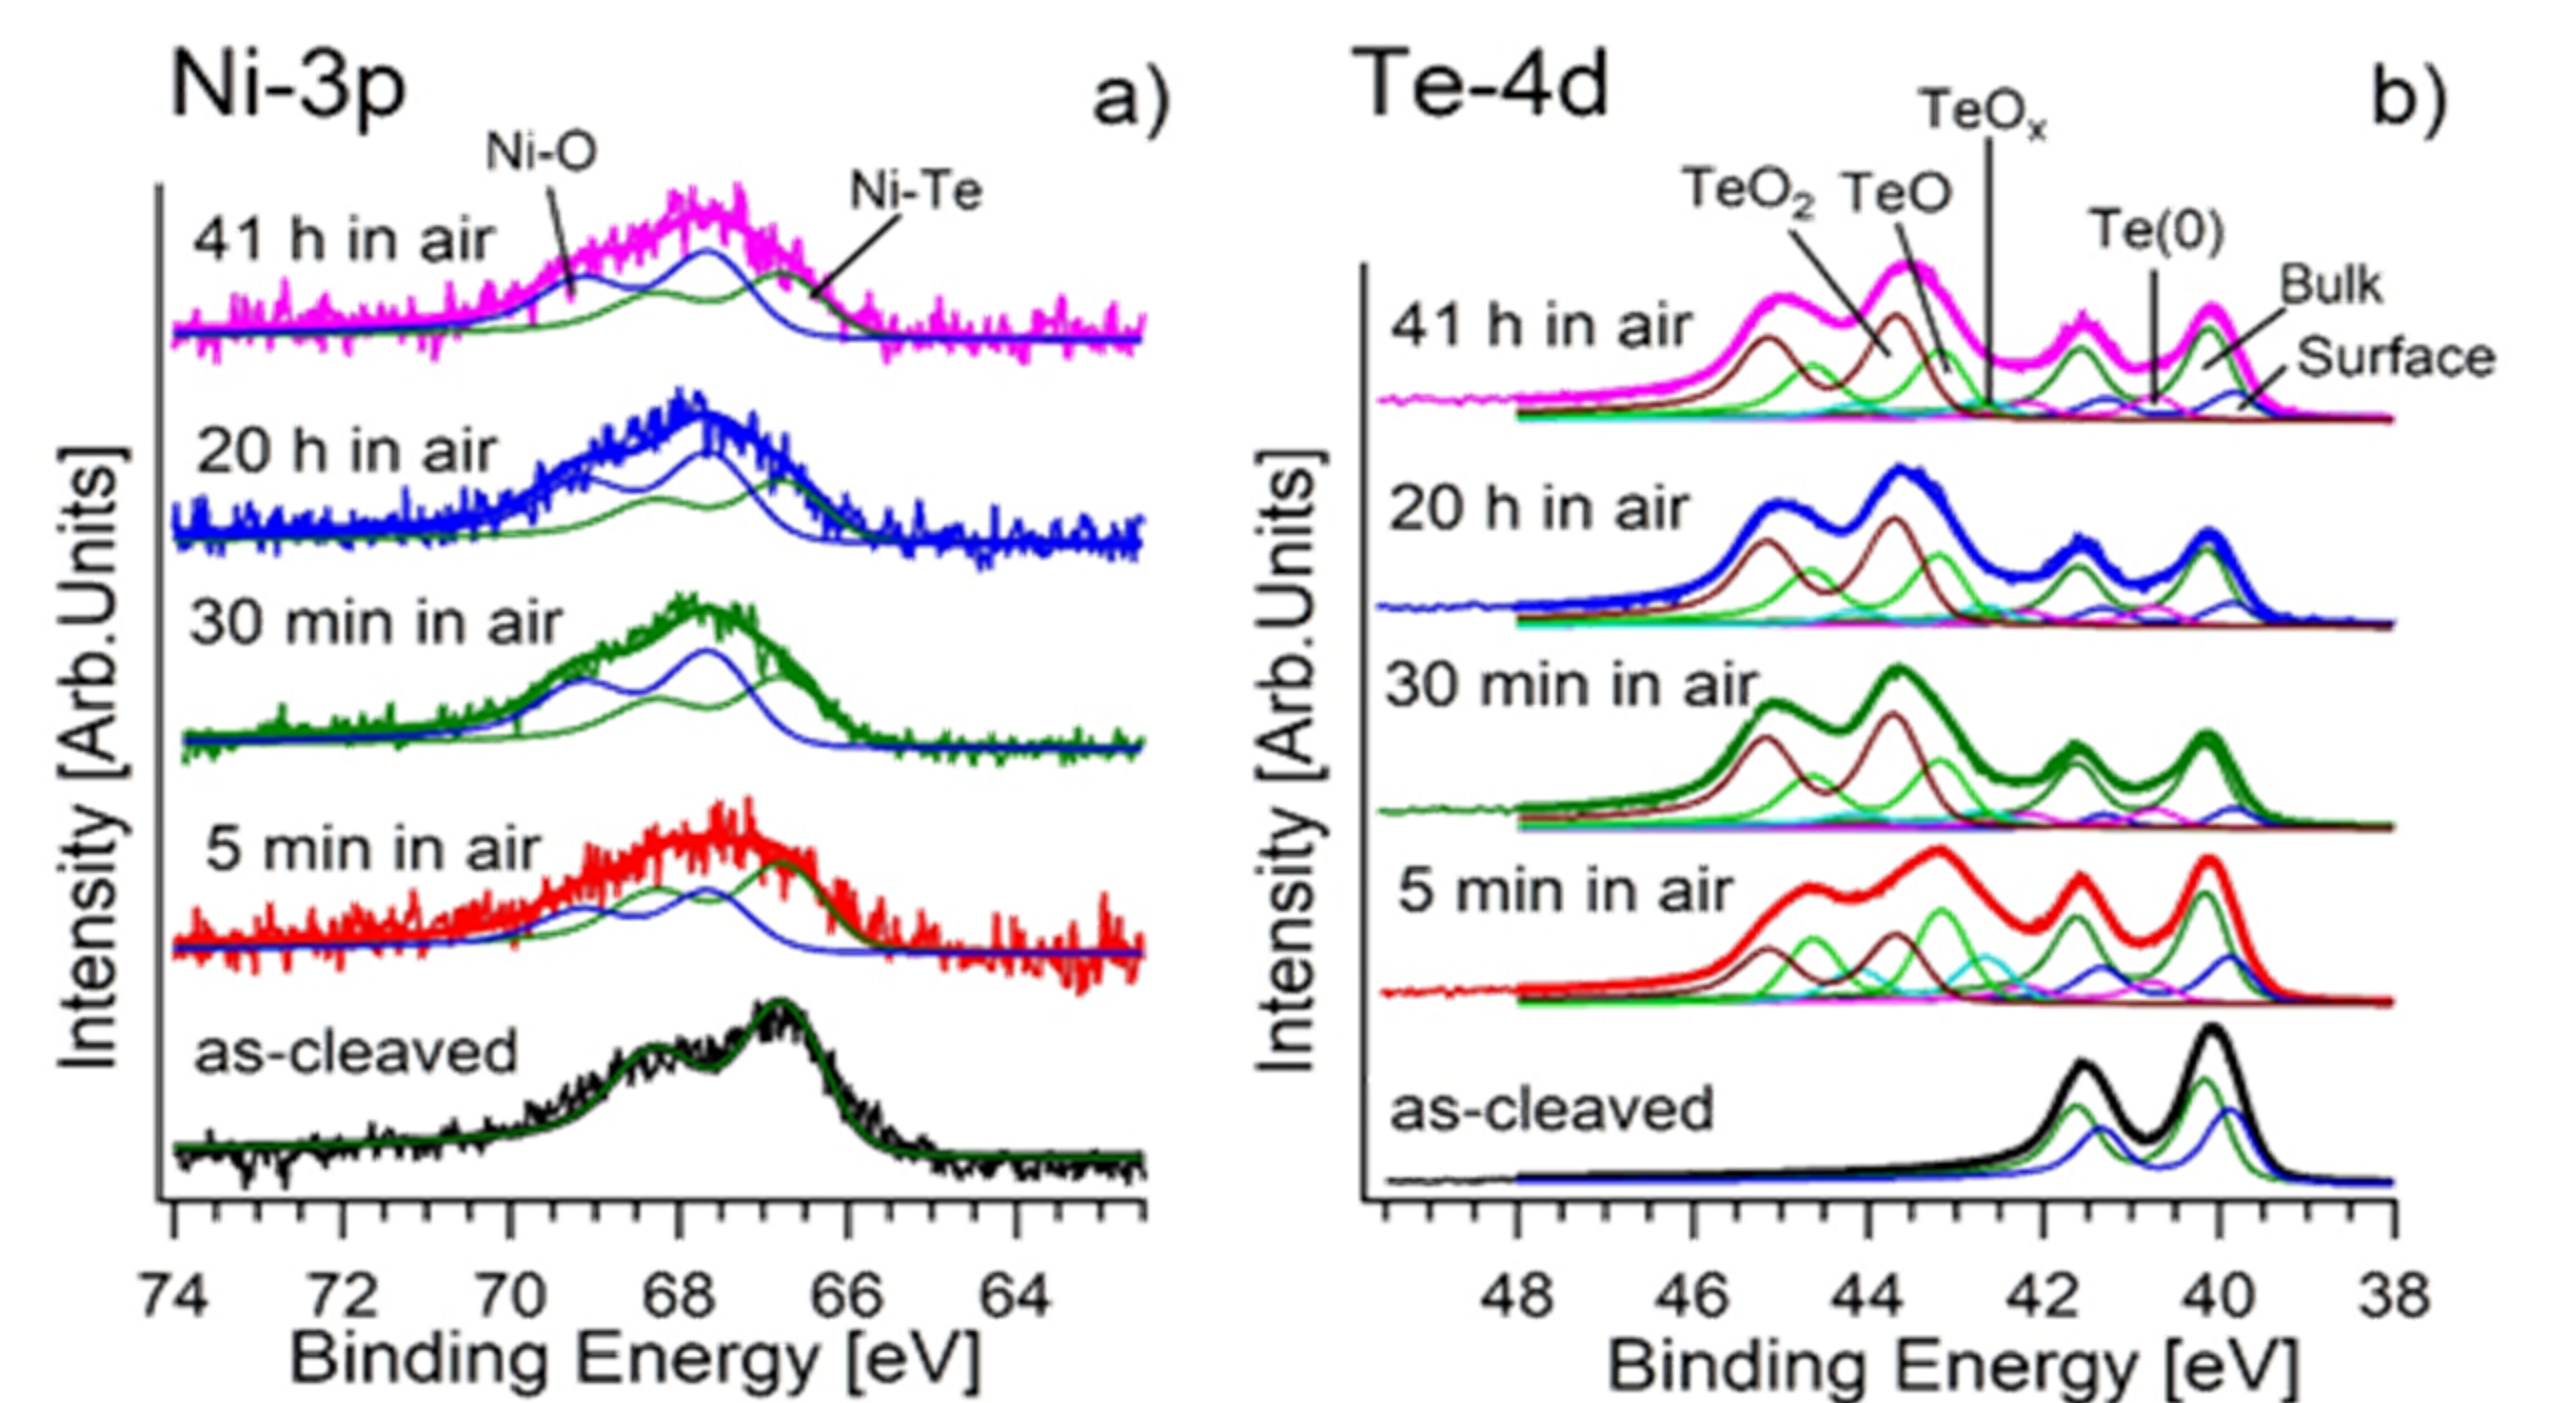 Ni-3p
a)
Ni-O
Ni-Te
41 h in air
20 h in air
30 min in air
5 min in air
as-cleaved
Intensity [Arb.Units]
74 72 70 68 66 64
Binding Energy [eV]
Te-4d
b)
TeOₓ
TeO₂ TeO
Te(0)
Bulk
Surface
41 h in air
20 h in air
30 min in air
5 min in air
as-cleaved
Intensity [Arb.Units]
48 46 44 42 40 38
Binding Energy [eV]